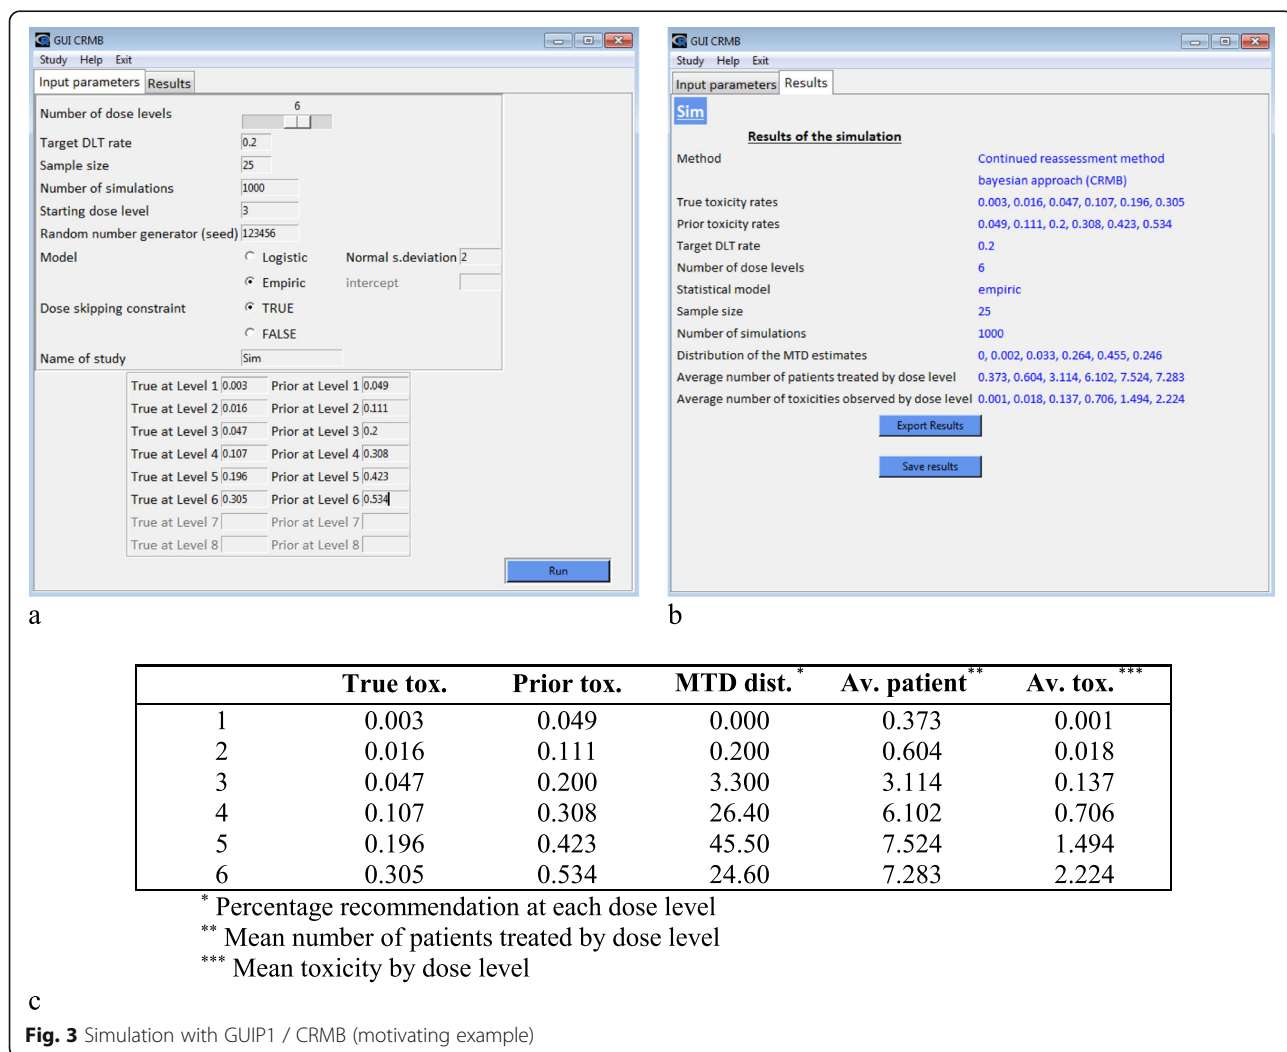 GUI CRMB
Study Help Exit
Input parameters Results
Number of dose levels 6
Target DLT rate 0.2
Sample size 25
Number of simulations 1000
Starting dose level 3
Random number generator (seed) 123456
Model Logistic Normal s.deviation 2
Empiric intercept
Dose skipping constraint TRUE
FALSE
Name of study Sim
True at Level 1 0.003 Prior at Level 1 0.049
True at Level 2 0.016 Prior at Level 2 0.111
True at Level 3 0.047 Prior at Level 3 0.2
True at Level 4 0.107 Prior at Level 4 0.308
True at Level 5 0.196 Prior at Level 5 0.423
True at Level 6 0.305 Prior at Level 6 0.534
True at Level 7 Prior at Level 7
True at Level 8 Prior at Level 8
Run
a
GUI CRMB
Study Help Exit
Input parameters Results
Sim
Results of the simulation
Method Continued reassessment method
bayesian approach (CRMB)
True toxicity rates 0.003, 0.016, 0.047, 0.107, 0.196, 0.305
Prior toxicity rates 0.049, 0.111, 0.2, 0.308, 0.423, 0.534
Target DLT rate 0.2
Number of dose levels 6
Statistical model empiric
Sample size 25
Number of simulations 1000
Distribution of the MTD estimates 0, 0.002, 0.033, 0.264, 0.455, 0.246
Average number of patients treated by dose level 0.373, 0.604, 3.114, 6.102, 7.524, 7.283
Average number of toxicities observed by dose level 0.001, 0.018, 0.137, 0.706, 1.494, 2.224
Export Results
Save results
b
True tox. Prior tox. MTD dist.* Av. patient** Av. tox.***
1 0.003 0.049 0.000 0.373 0.001
2 0.016 0.111 0.200 0.604 0.018
3 0.047 0.200 3.300 3.114 0.137
4 0.107 0.308 26.40 6.102 0.706
5 0.196 0.423 45.50 7.524 1.494
6 0.305 0.534 24.60 7.283 2.224
* Percentage recommendation at each dose level
** Mean number of patients treated by dose level
*** Mean toxicity by dose level
c
Fig. 3 Simulation with GUIP1 / CRMB (motivating example)